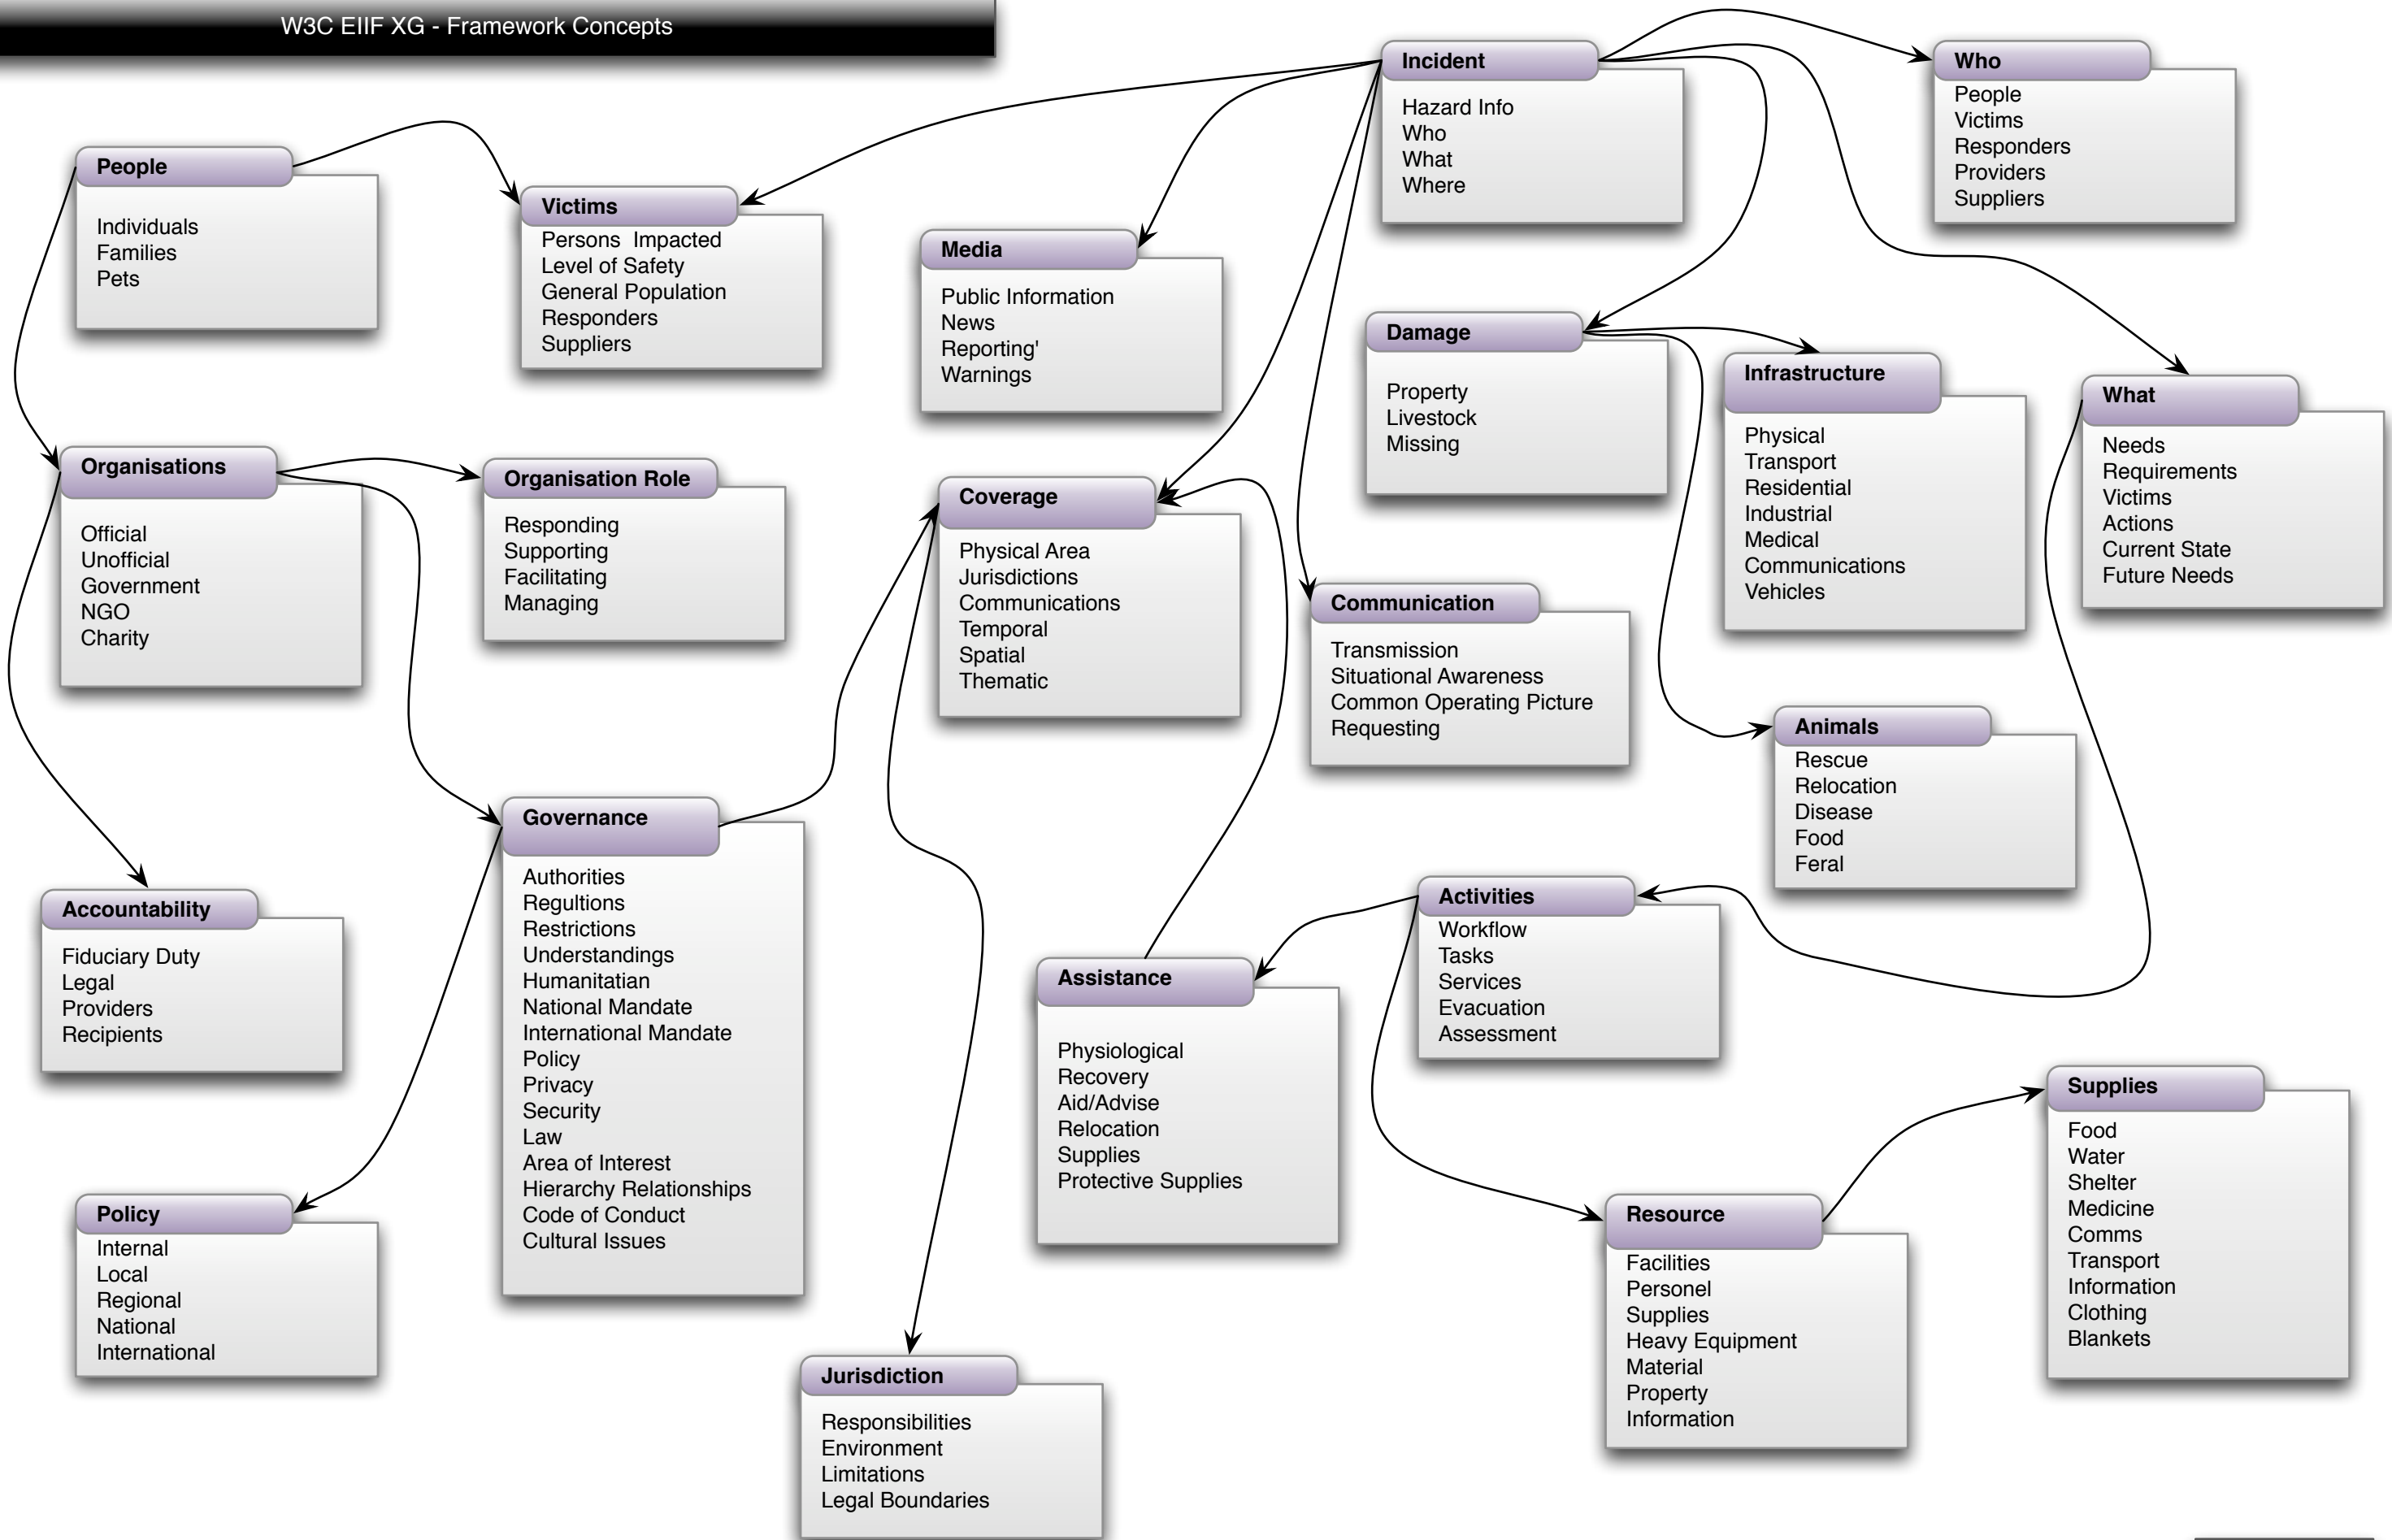 W3C EIIF XG - Framework Concepts
Incident
Hazard Info
Who
What
Where
Who
People
Victims
Responders
Providers
Suppliers
People
Individuals
Families
Pets
Victims
Persons  Impacted
Level of Safety
General Population
Responders
Suppliers
Media
Public Information
News
Reporting'
Warnings
Damage
Property
Livestock
Missing
Infrastructure
Physical
Transport
Residential
Industrial
Medical
Communications
Vehicles
What
Needs
Requirements
Victims
Actions
Current State
Future Needs
Organisations
Official
Unofficial
Government
NGO
Charity
Organisation Role
Responding
Supporting
Facilitating
Managing
Coverage
Physical Area
Jurisdictions
Communications
Temporal
Spatial
Thematic
Communication
Transmission
Situational Awareness
Common Operating Picture
Requesting
Animals
Rescue
Relocation
Disease
Food
Feral
Governance
Authorities
Regultions
Restrictions
Understandings
Humanitatian
National Mandate
International Mandate
Policy
Privacy
Security
Law
Area of Interest
Hierarchy Relationships
Code of Conduct
Cultural Issues
Accountability
Fiduciary Duty
Legal
Providers
Recipients
Activities
Workflow
Tasks
Services
Evacuation
Assessment
Assistance
Physiological
Recovery
Aid/Advise
Relocation
Supplies
Protective Supplies
Supplies
Food
Water
Shelter
Medicine
Comms
Transport
Information
Clothing
Blankets
Policy
Internal
Local
Regional
National
International
Resource
Facilities
Personel
Supplies
Heavy Equipment
Material
Property
Information
Jurisdiction
Responsibilities
Environment
Limitations
Legal Boundaries